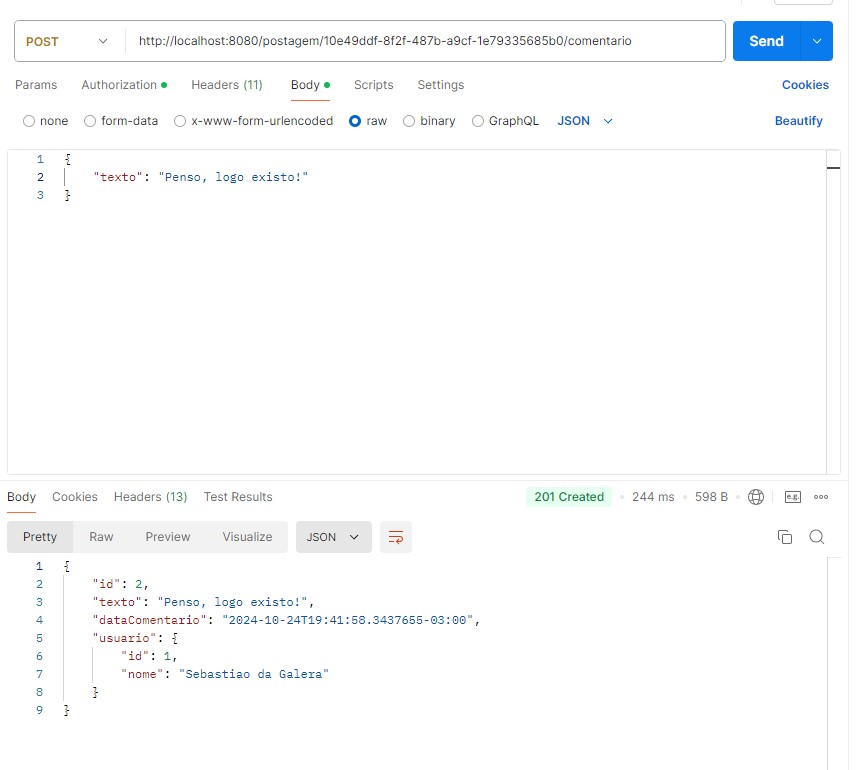 POST http://localhost:8080/postagem/10e49ddf-8f2f-487b-a9cf-1e79335685b0/comentario Send
Params Authorization Headers (11) Body Scripts Settings Cookies
none form-data x-www-form-urlencoded raw binary GraphQL JSON Beautify
1 {
2 "texto": "Penso, logo existo!"
3 }
Body Cookies Headers (13) Test Results 201 Created 244 ms 598 B e.g.
Pretty Raw Preview Visualize JSON
1 {
2 "id": 2,
3 "texto": "Penso, logo existo!",
4 "dataComentario": "2024-10-24T19:41:58.3437655-03:00",
5 "usuario": {
6 "id": 1,
7 "nome": "Sebastiao da Galera"
8 }
9 }